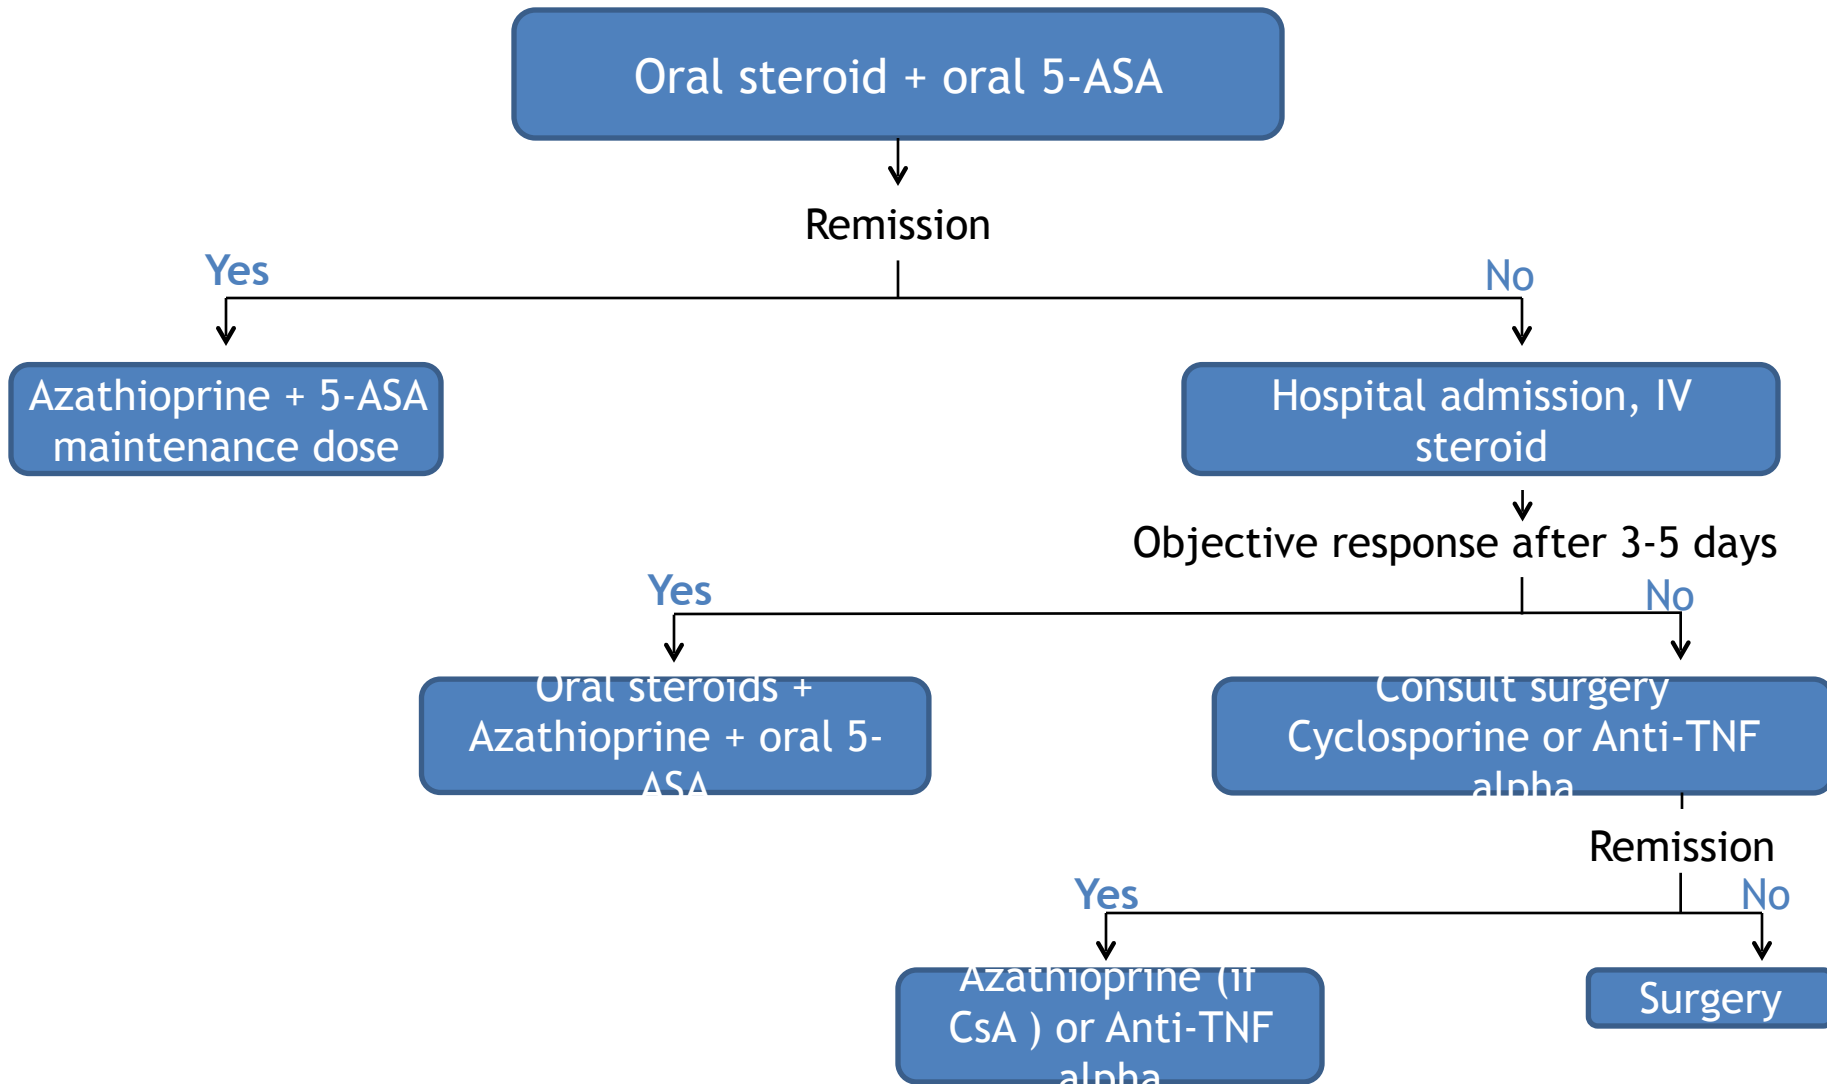 Oral steroid + oral 5-ASA
Remission
Yes
No
Azathioprine + 5-ASA
maintenance dose
Hospital admission, IV
steroid
Objective response after 3-5 days
Yes
No
Oral steroids +
Azathioprine + oral 5-
ASA
Consult surgery
Cyclosporine or Anti-TNF
alpha
Remission
Yes
No
Azathioprine (if
CsA ) or Anti-TNF
alpha
Surgery